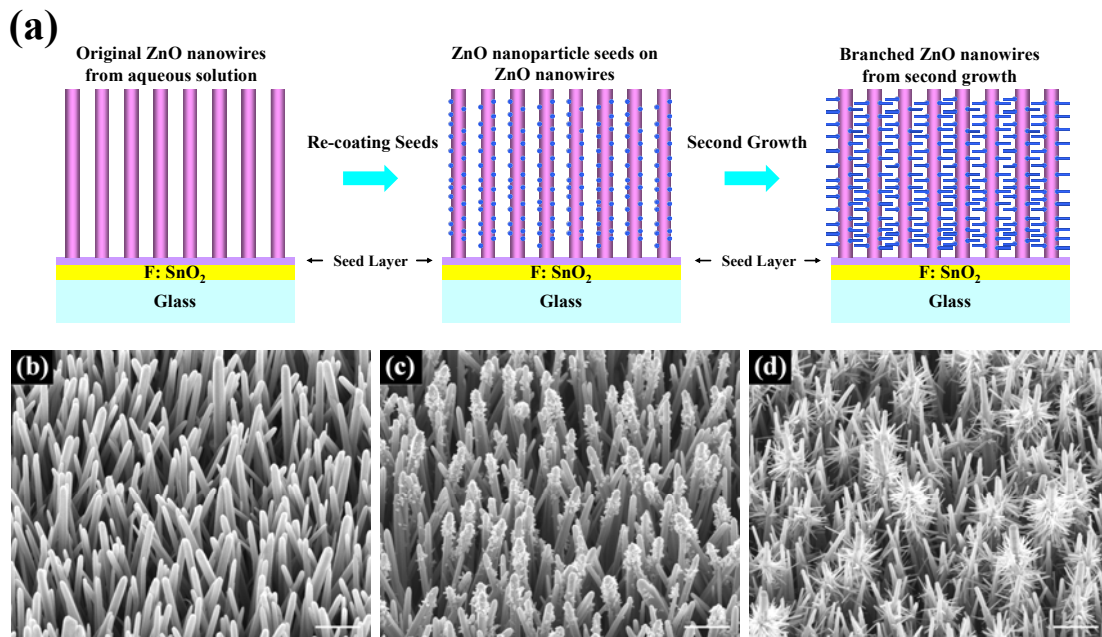 (a)
Original ZnO nanowires
from aqueous solution
ZnO nanoparticle seeds on
ZnO nanowires
Branched ZnO nanowires
from second growth
Re-coating Seeds
Second Growth
Seed Layer
Seed Layer
F: SnO₂
F: SnO₂
F: SnO₂
Glass
Glass
Glass
(b)
(c)
(d)